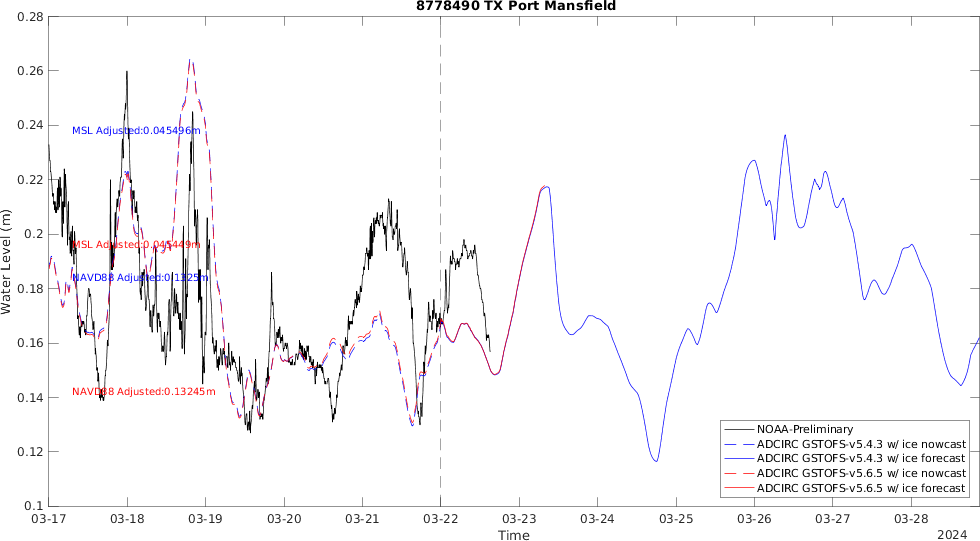 8778490 TX Port Mansfield
0.28
0.26
0.24
0.22
0.2
0.18
0.16
0.14
0.12
0.1
Water Level (m)
MSL Adjusted:0.045496m
MSL Adjusted:0.045449m
NAVD88 Adjusted:0.1325m
NAVD88 Adjusted:0.13245m
NOAA-Preliminary
ADCIRC GSTOFS-v5.4.3 w/ ice nowcast
ADCIRC GSTOFS-v5.4.3 w/ ice forecast
ADCIRC GSTOFS-v5.6.5 w/ ice nowcast
ADCIRC GSTOFS-v5.6.5 w/ ice forecast
03-17 03-18 03-19 03-20 03-21 03-22 03-23 03-24 03-25 03-26 03-27 03-28
Time
2024